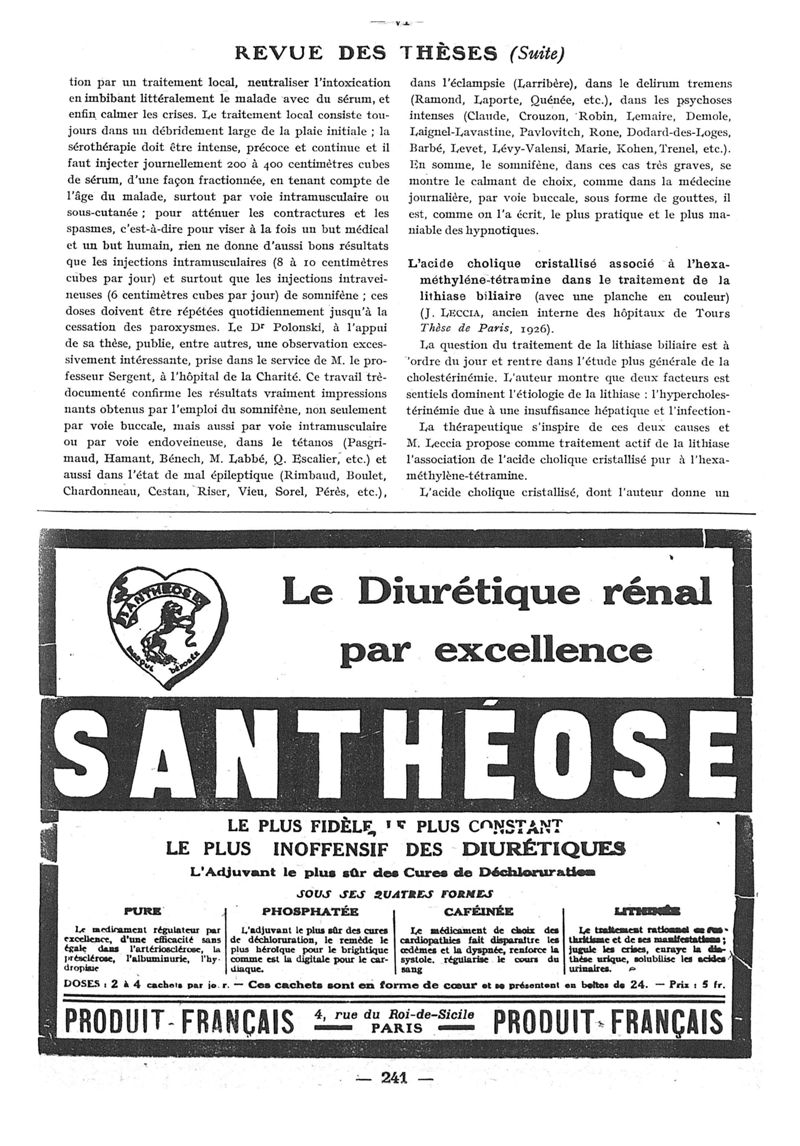 — VI —
REVUE DES THÈSES (Suite)
tion par un traitement local, neutraliser l'intoxication
en imbibant littéralement le malade avec du sérum, et
enfin calmer les crises. Le traitement local consiste tou-
jours dans un débridement large de la plaie initiale ; la
sérothérapie doit être intense, précoce et continue et il
faut injecter journellement 200 à 400 centimètres cubes
de sérum, d'une façon fractionnée, en tenant compte de
l'âge du malade, surtout par voie intramusculaire ou
sous-cutanée ; pour atténuer les contractures et les
spasmes, c'est-à-dire pour viser à la fois un but médical
et un but humain, rien ne donne d'aussi bons résultats
que les injections intramusculaires (8 à 10 centimètres
cubes par jour) et surtout que les injections intravei-
neuses (6 centimètres cubes par jour) de somnifène ; ces
doses doivent être répétées quotidiennement jusqu'à la
cessation des paroxysmes. Le Dr Polonski, à l'appui
de sa thèse, publie, entre autres, une observation exces-
sivement intéressante, prise dans le service de M. le pro-
fesseur Sergent, à l'hôpital de la Charité. Ce travail trè-
documenté confirme les résultats vraiment impressions
nants obtenus par l'emploi du somnifène, non seulement
par voie buccale, mais aussi par voie intramusculaire
ou par voie endoveineuse, dans le tétanos (Pasgri-
maud, Hamant, Bénech, M. Labbé, Q. Escalier, etc.) et
aussi dans l'état de mal épileptique (Rimbaud, Boulet,
Chardonneau, Cestan, Riser, Vieu, Sorel, Pérès, etc.),
dans l'éclampsie (Larribère), dans le delirum tremens
(Ramond, Laporte, Quénée, etc.), dans les psychoses
intenses (Claude, Crouzon, Robin, Lemaire, Demole,
Laignel-Lavastine, Pavlovitch, Rone, Dodard-des-Loges,
Barbé, Levet, Lévy-Valensi, Marie, Kohen, Trenel, etc.).
En somme, le somnifène, dans ces cas très graves, se
montre le calmant de choix, comme dans la médecine
journalière, par voie buccale, sous forme de gouttes, il
est, comme on l'a écrit, le plus pratique et le plus ma-
niable des hypnotiques.
L'acide cholique cristallisé associé à l'hexa-
méthyléne-tétramine dans le traitement de la
lithiase biliaire (avec une planche en couleur)
(J. LECCIA, ancien interne des hôpitaux de Tours
Thèse de Paris, 1926).
La question du traitement de la lithiase biliaire est à
'ordre du jour et rentre dans l'étude plus générale de la
cholestérinémie. L'auteur montre que deux facteurs est
sentiels dominent l'étiologie de la lithiase : l'hypercholes-
térinémie due à une insuffisance hépatique et l'infection-
La thérapeutique s'inspire de ces deux causes et
M. Leccia propose comme traitement actif de la lithiase
l'association de l'acide cholique cristallisé pur à l'hexa-
méthylène-tétramine.
L'acide cholique cristallisé, dont l'auteur donne un
SANTHÉOSE
MARQUE DÉPOSÉE
Le Diurétique rénal
par excellence
SANTHÉOSE
LE PLUS FIDÈLE, LE PLUS CONSTANT
LE PLUS INOFFENSIF DES DIURÉTIQUES
L'Adjuvant le plus sûr des Cures de Déchloruration
SOUS SES QUATRES FORMES
PURE
Le medicament régulateur par
excellence, d'une efficacité sans
égale dans l'artériosclérose, la
présclérose, l'albuminurie, l'hy-
dropisie
PHOSPHATÉE
L'adjuvant le plus sûr des cures
de déchloruration, le remède le
plus héroïque pour le brightique
comme est la digitale pour le car-
diaque.
CAFÉINÉE
Le médicament de choix des
cardiopathies fait disparaître les
œdèmes et la dyspnée, renforce la
systole, régularise le cours du
sang
LITHINÉE
Le traitement rationnel de l'ar-
thritisme et de ses manifestations ;
jugule les crises, enraye la dia-
thèse urique, solubilise les acides
urinaires.
DOSES : 2 à 4 cachets par jour. — Ces cachets sont en forme de cœur et se présentent en boîtes de 24. — Prix : 5 fr.
PRODUIT - FRANÇAIS
4, rue du Roi-de-Sicile
— PARIS —
PRODUIT - FRANÇAIS
— 241 —